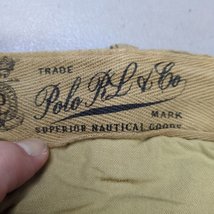 TRADE
Polo RL & Co
MARK
SUPERIOR NAUTICAL GOODS